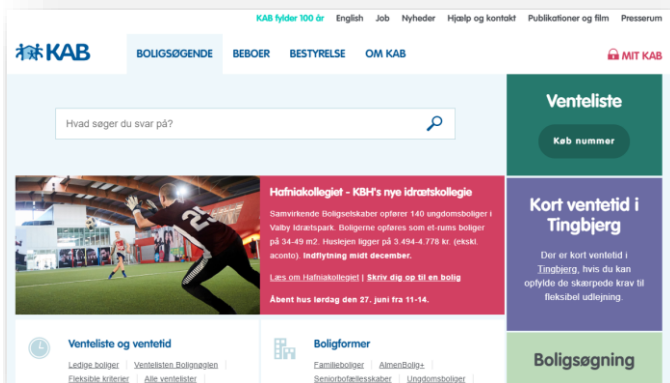 KAB fylder 100 år English Job Nyheder Hjælp og kontakt Publikationer og film Presserum
KAB
BOLIGSØGENDE BEBOER BESTYRELSE OM KAB
MIT KAB
Hvad søger du svar på?
Venteliste
Køb nummer
Hafniakollegiet - KBH's nye idrætskollegie
Samvirkende Boligselskaber opfører 140 ungdomsboliger i
Valby Idrætspark. Boligerne opføres som et-rums boliger
på 34-49 m2. Huslejen ligger på 3.494-4.778 kr. (ekskl.
aconto). Indflytning midt december.
Læs om Hafniakollegiet | Skriv dig op til en bolig
Åbent hus lørdag den 27. juni fra 11-14.
Kort ventetid i
Tingbjerg
Der er kort ventetid i
Tingbjerg, hvis du kan
opfylde de skærpede krav til
fleksibel udlejning.
Venteliste og ventetid
Ledige boliger Ventelisten Bolignøglen
Fleksible kriterier Alle ventelister
Boligformer
Familieboliger AlmenBolig+
Seniorbofællesskaber Ungdomsboliger
Boligsøgning